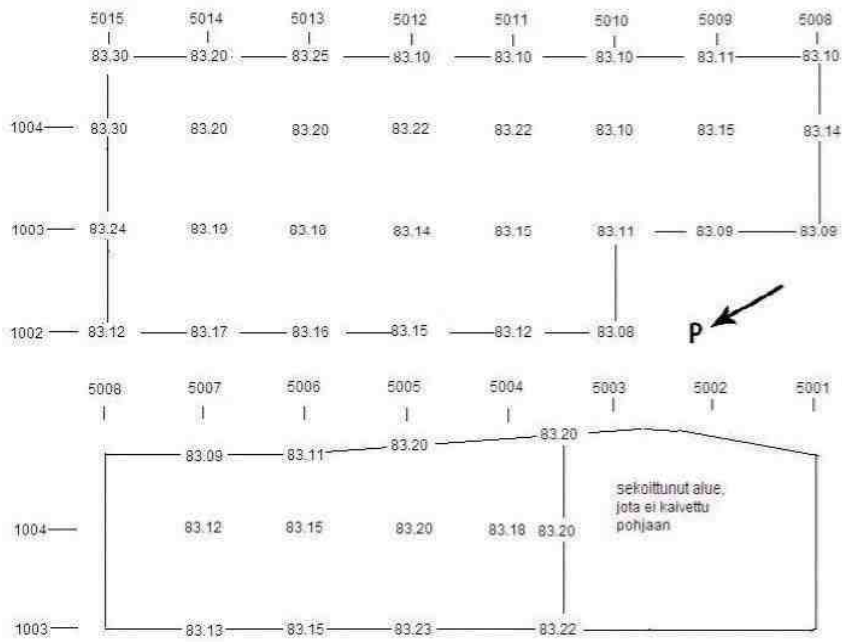 5015 5014 5013 5012 5011 5010 5009 5008
83.30 83.20 83.25 83.10 83.10 83.10 83.11 83.10
1004 83.30 83.20 83.20 83.22 83.22 83.10 83.15 83.14
1003 83.24 83.19 83.18 83.14 83.15 83.11 83.09 83.09
1002 83.12 83.17 83.16 83.15 83.12 83.08
P
5008 5007 5006 5005 5004 5003 5002 5001
83.09 83.11 83.20 83.20
sekoittunut alue,
jota ei kaivettu
pohjaan
1004 83.12 83.15 83.20 83.18 83.20
1003 83.13 83.15 83.23 83.22